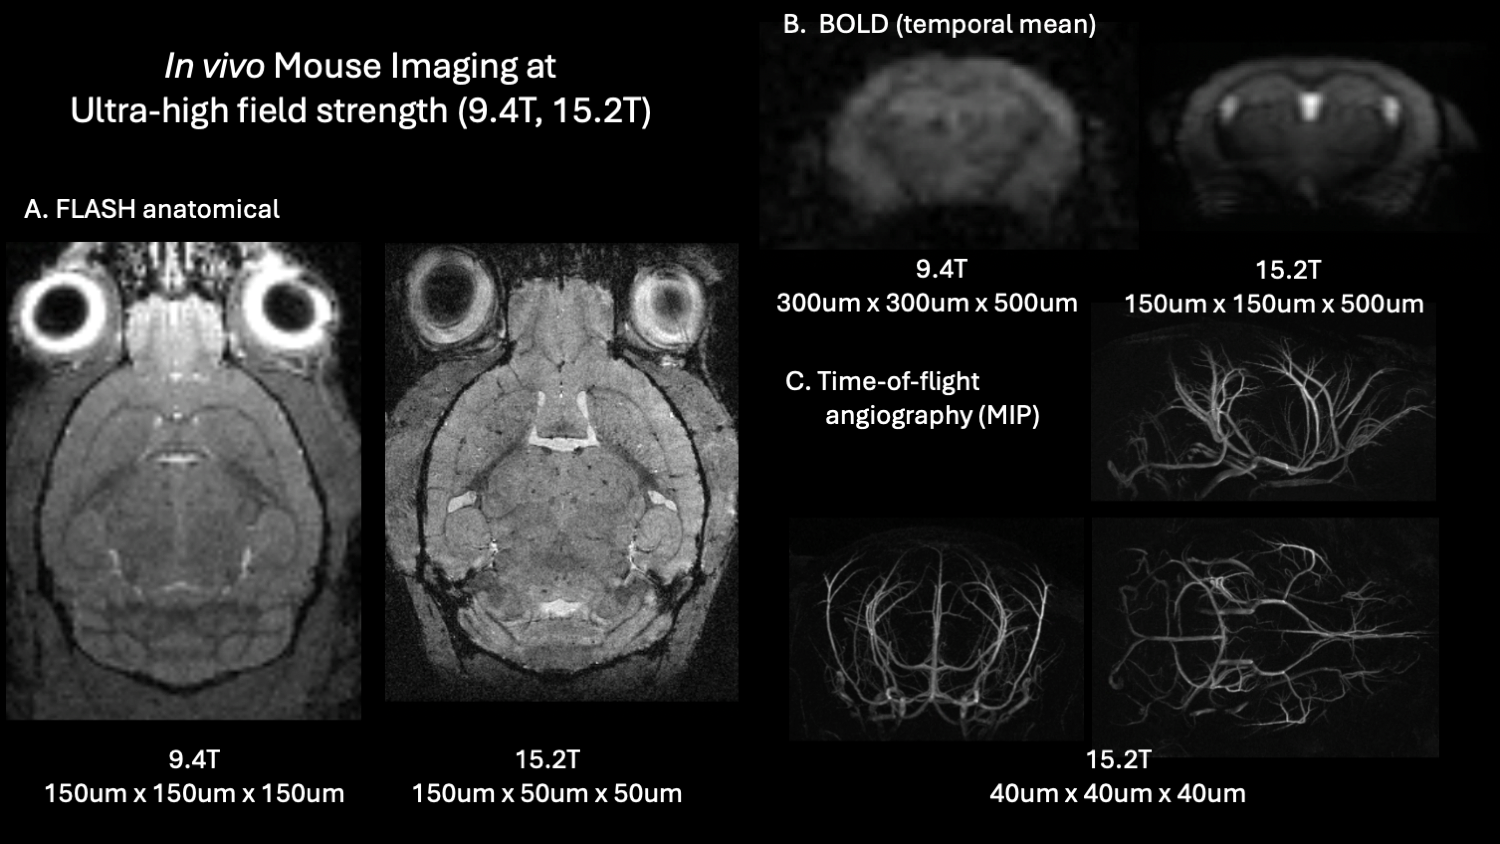 In vivo Mouse Imaging at
Ultra-high field strength (9.4T, 15.2T)
A. FLASH anatomical
9.4T
150um x 150um x 150um
15.2T
150um x 50um x 50um
B. BOLD (temporal mean)
9.4T
300um x 300um x 500um
15.2T
150um x 150um x 500um
C. Time-of-flight
angiography (MIP)
15.2T
40um x 40um x 40um